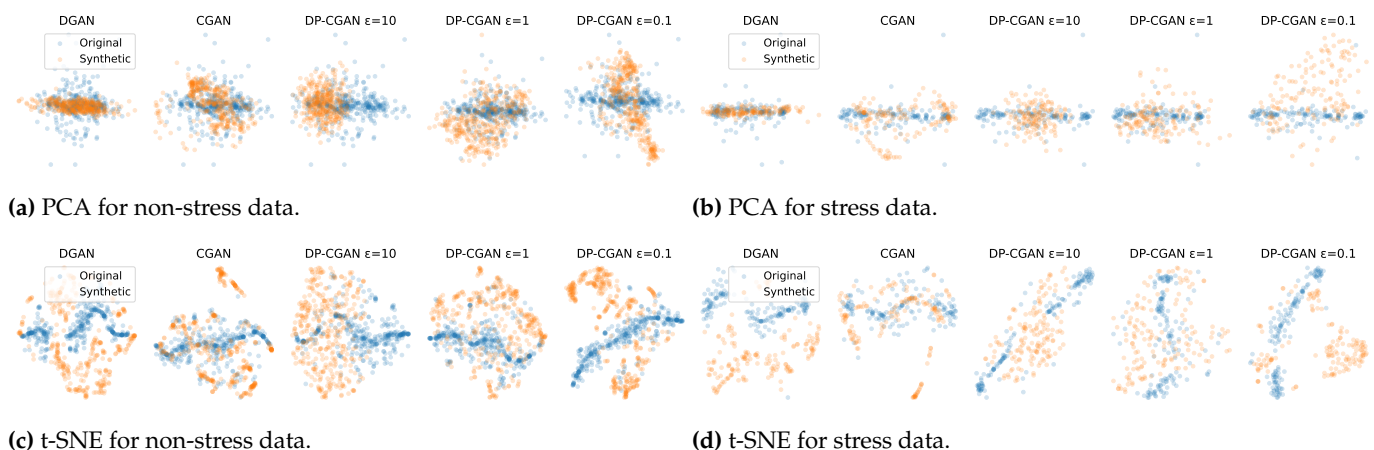 DGAN CGAN DP-CGAN ε=10 DP-CGAN ε=1 DP-CGAN ε=0.1
Original
Synthetic
(a) PCA for non-stress data.
DGAN CGAN DP-CGAN ε=10 DP-CGAN ε=1 DP-CGAN ε=0.1
Original
Synthetic
(b) PCA for stress data.
DGAN CGAN DP-CGAN ε=10 DP-CGAN ε=1 DP-CGAN ε=0.1
Original
Synthetic
(c) t-SNE for non-stress data.
DGAN CGAN DP-CGAN ε=10 DP-CGAN ε=1 DP-CGAN ε=0.1
Original
Synthetic
(d) t-SNE for stress data.